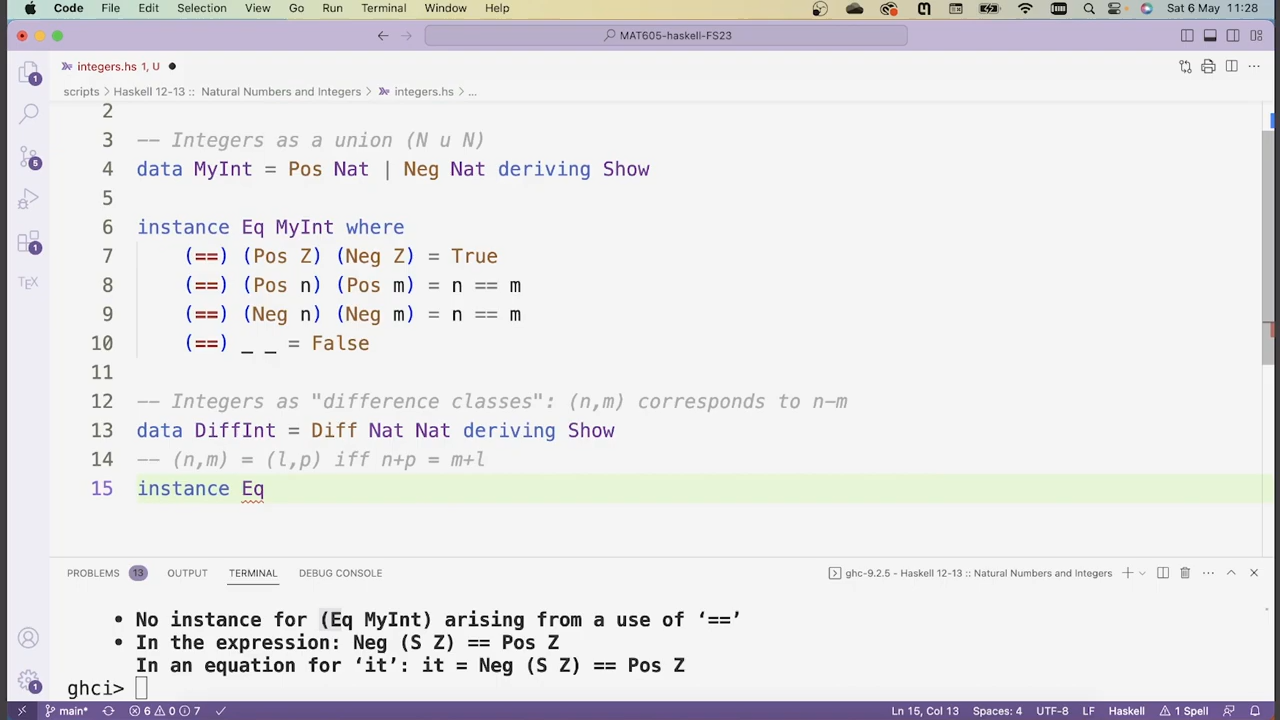 Code File Edit Selection View Go Run Terminal Window Help Sat 6 May 11:28
MAT605-haskell-FS23
integers.hs 1, U
scripts > Haskell 12-13 :: Natural Numbers and Integers > integers.hs > ...
2
3 -- Integers as a union (N u N)
4 data MyInt = Pos Nat | Neg Nat deriving Show
5
6 instance Eq MyInt where
7 (==) (Pos Z) (Neg Z) = True
8 (==) (Pos n) (Pos m) = n == m
9 (==) (Neg n) (Neg m) = n == m
10 (==) _ _ = False
11
12 -- Integers as "difference classes": (n,m) corresponds to n-m
13 data DiffInt = Diff Nat Nat deriving Show
14 -- (n,m) = (l,p) iff n+p = m+l
15 instance Eq
PROBLEMS 13 OUTPUT TERMINAL DEBUG CONSOLE ghc-9.2.5 - Haskell 12-13 :: Natural Numbers and Integers
• No instance for (Eq MyInt) arising from a use of ‘==’
• In the expression: Neg (S Z) == Pos Z
In an equation for ‘it’: it = Neg (S Z) == Pos Z
ghci>
main* 6 0 7 Ln 15, Col 13 Spaces: 4 UTF-8 LF Haskell 1 Spell
1
5
1
TEX
1